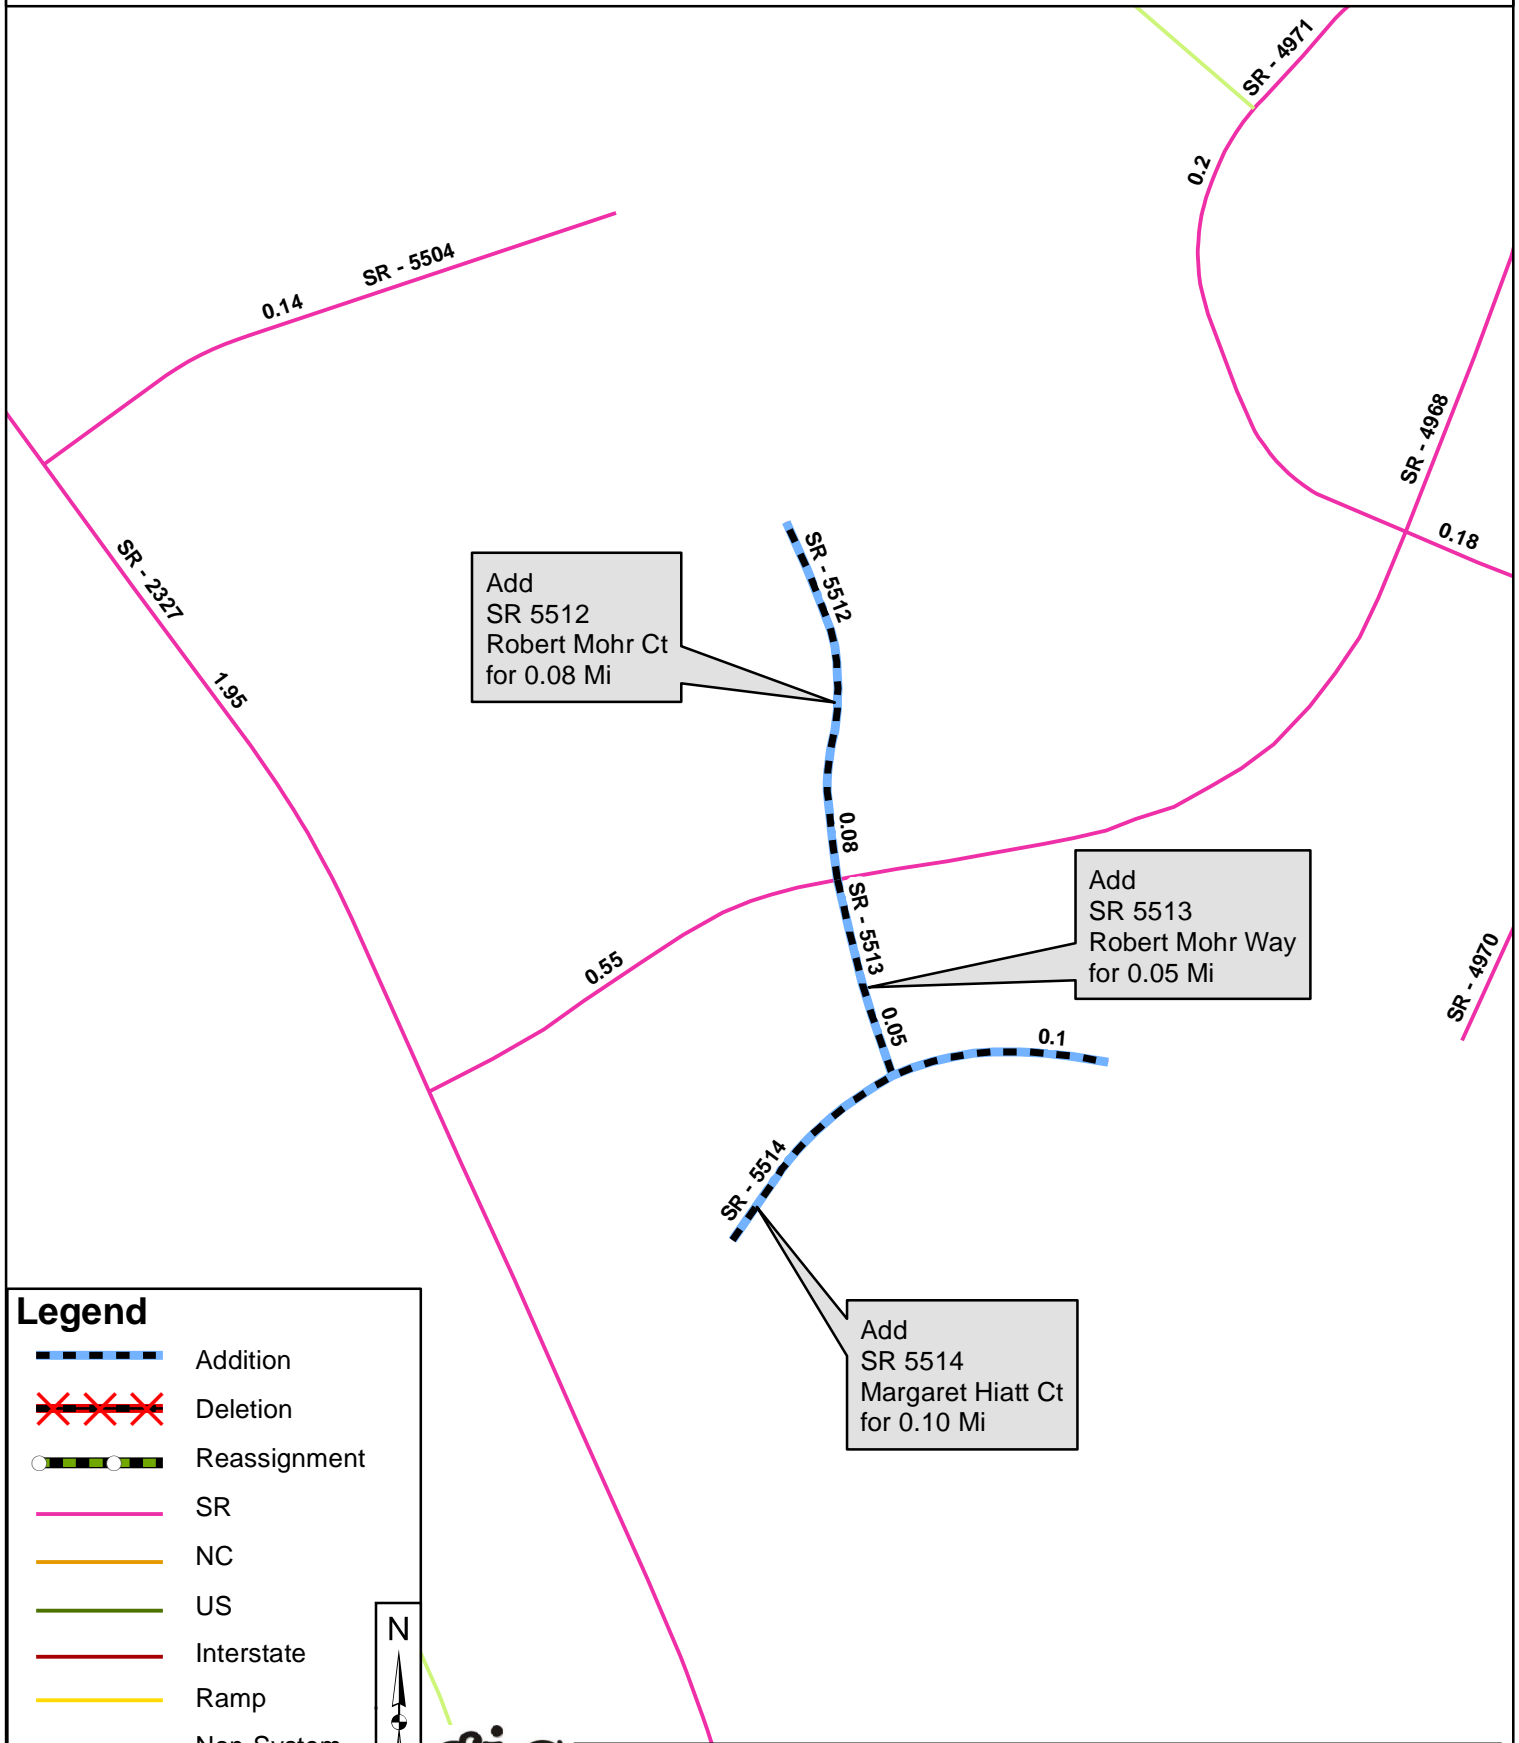 SR - 4971
0.2
SR - 5504
0.14
SR - 4968
0.18
SR - 2327
1.95
SR - 5512
Add
SR 5512
Robert Mohr Ct
for 0.08 Mi
0.08
SR - 5513
Add
SR 5513
Robert Mohr Way
for 0.05 Mi
0.55
SR - 4970
0.05
0.1
SR - 5514
Add
SR 5514
Margaret Hiatt Ct
for 0.10 Mi
Legend
Addition
Deletion
Reassignment
SR
NC
US
Interstate
Ramp
Non-System
N